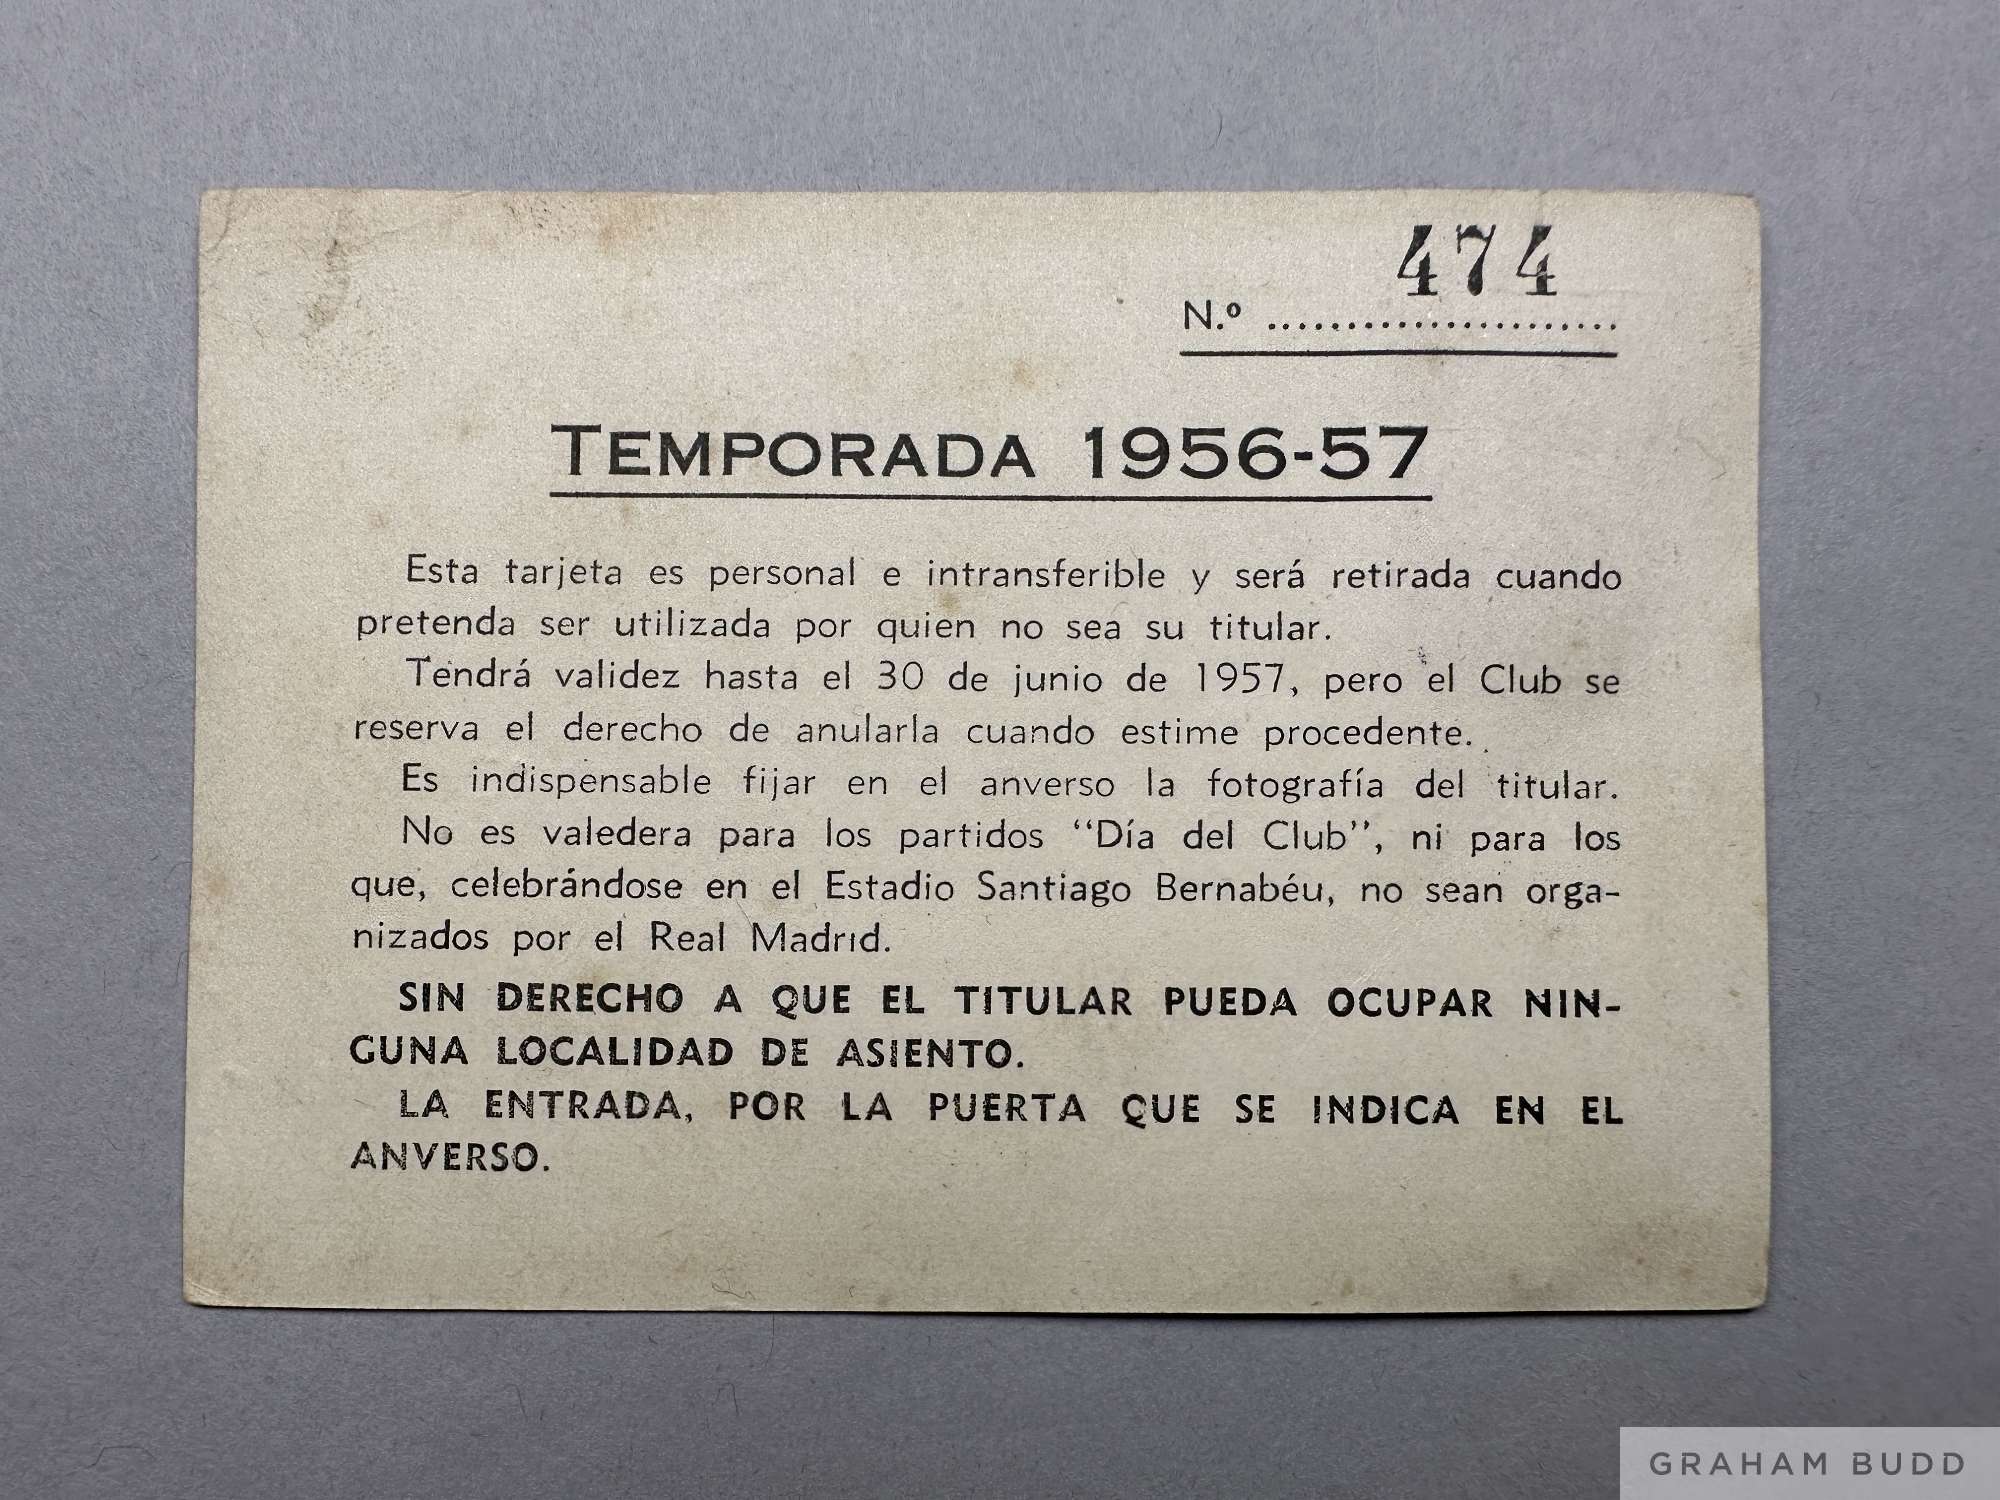 474
N.º ......................
TEMPORADA 1956-57
Esta tarjeta es personal e intransferible y será retirada cuando
pretenda ser utilizada por quien no sea su titular.
Tendrá validez hasta el 30 de junio de 1957, pero el Club se
reserva el derecho de anularla cuando estime procedente.
Es indispensable fijar en el anverso la fotografía del titular.
No es valedera para los partidos "Día del Club", ni para los
que, celebrándose en el Estadio Santiago Bernabéu, no sean orga-
nizados por el Real Madrid.
SIN DERECHO A QUE EL TITULAR PUEDA OCUPAR NIN-
GUNA LOCALIDAD DE ASIENTO.
LA ENTRADA, POR LA PUERTA QUE SE INDICA EN EL
ANVERSO.
GRAHAM BUDD